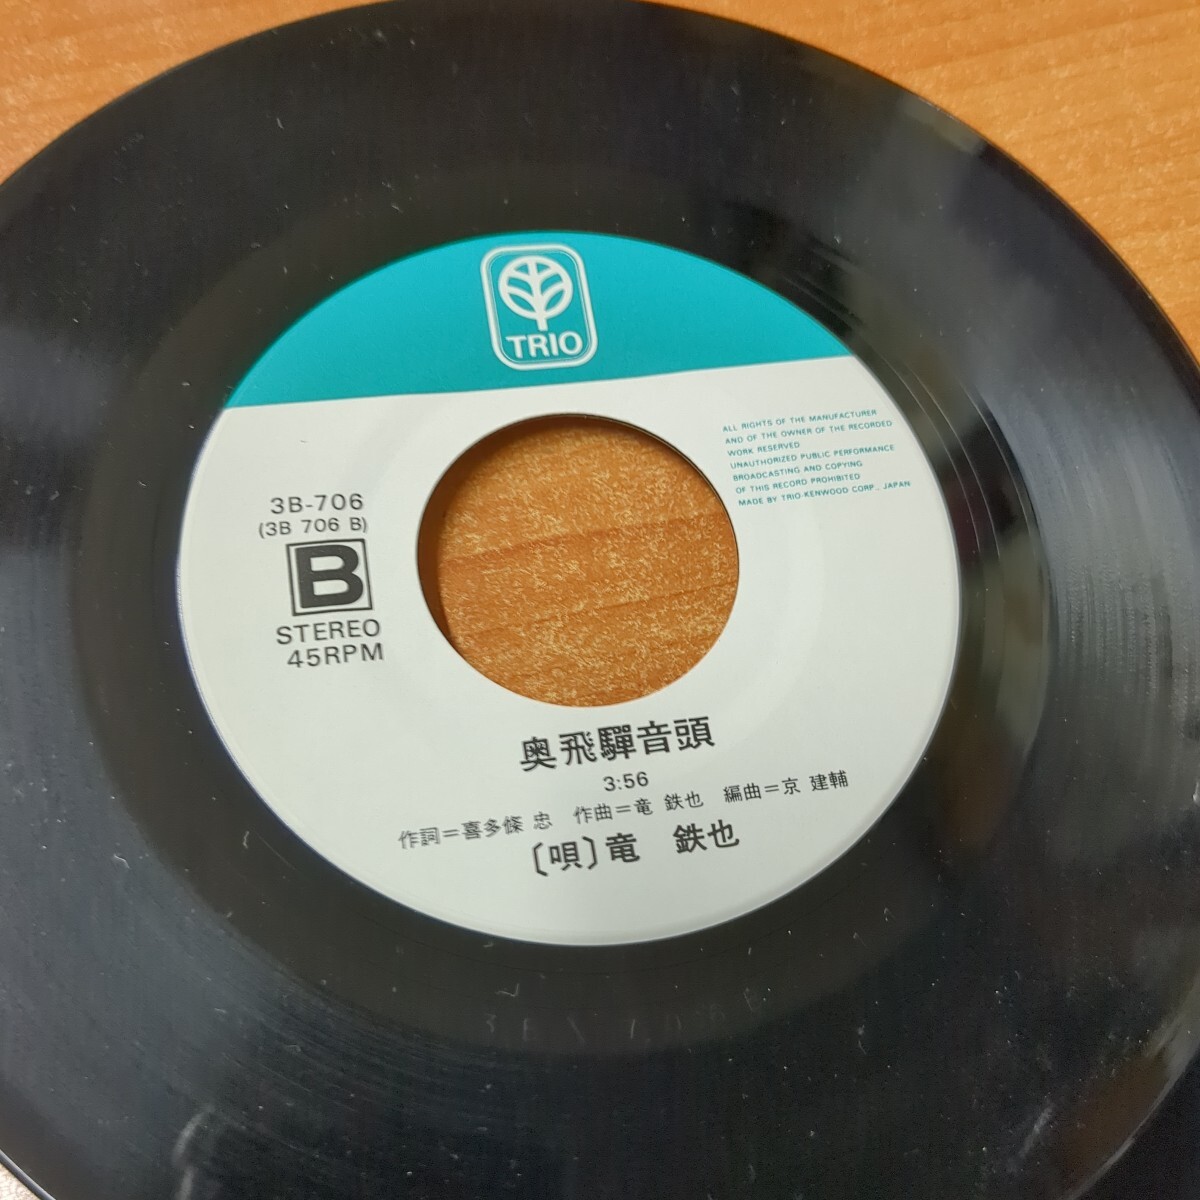 TRIO
ALL RIGHTS OF THE MANUFACTURER
AND OF THE OWNER OF THE RECORDED
WORK RESERVED
UNAUTHORIZED PUBLIC PERFORMANCE
BROADCASTING AND COPYING
OF THIS RECORD PROHIBITED
MADE BY TRIO-KENWOOD CORP., JAPAN
3B-706
(3B 706 B)
B
STEREO
45RPM
奥飛驒音頭
3:56
作詞=喜多條 忠 作曲=竜 鉄也 編曲=京 建輔
〔唄〕竜 鉄也